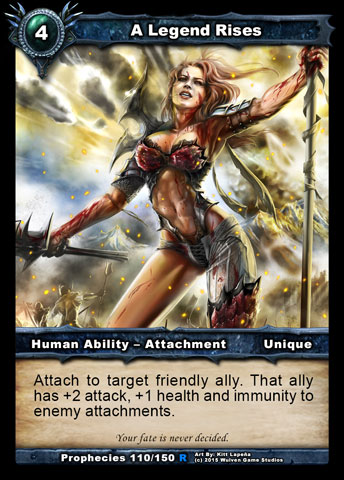 4
A Legend Rises
Human Ability – Attachment Unique
Attach to target friendly ally. That ally
has +2 attack, +1 health and immunity to
enemy attachments.
Your fate is never decided.
Prophecies 110/150 R
Art By: Kitt Lapeña
(c) 2015 Wulven Game Studios